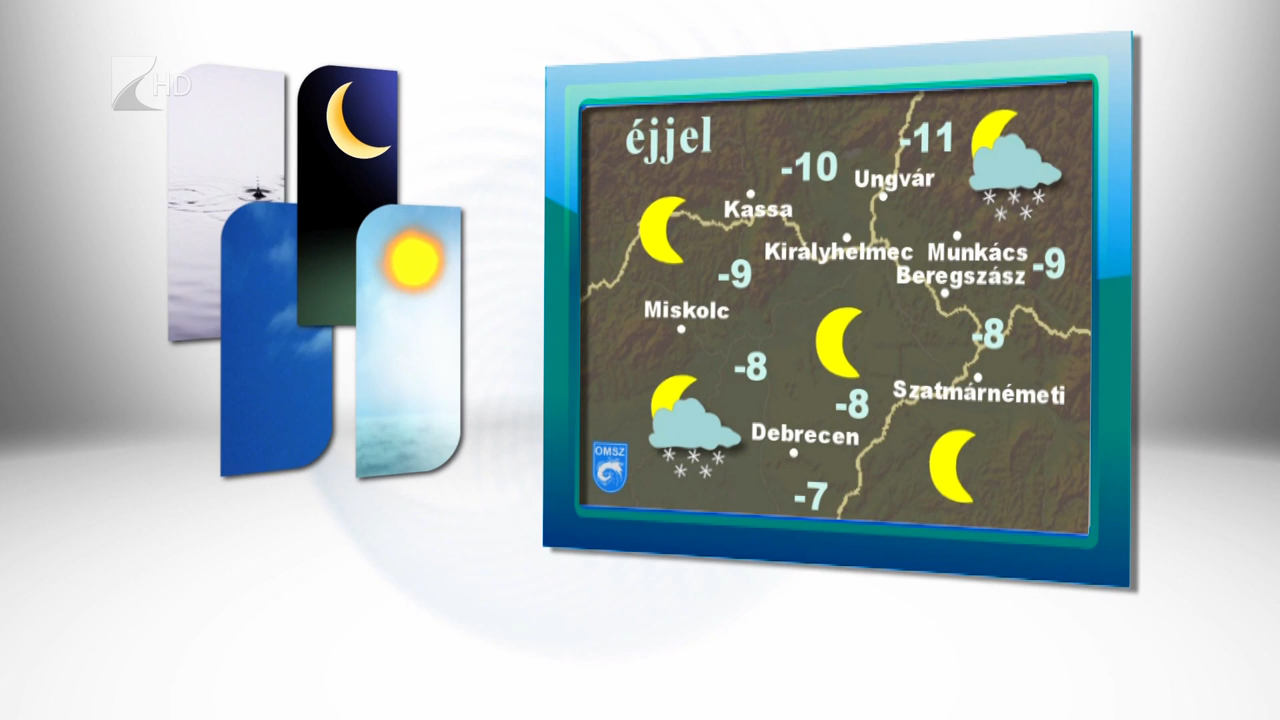 HD
éjjel
-11
-10
Ungvár
Kassa
Királyhelmec
Munkács
-9
Beregszász
-9
Miskolc
-8
-8
Szatmárnémeti
-8
Debrecen
OMSZ
-7